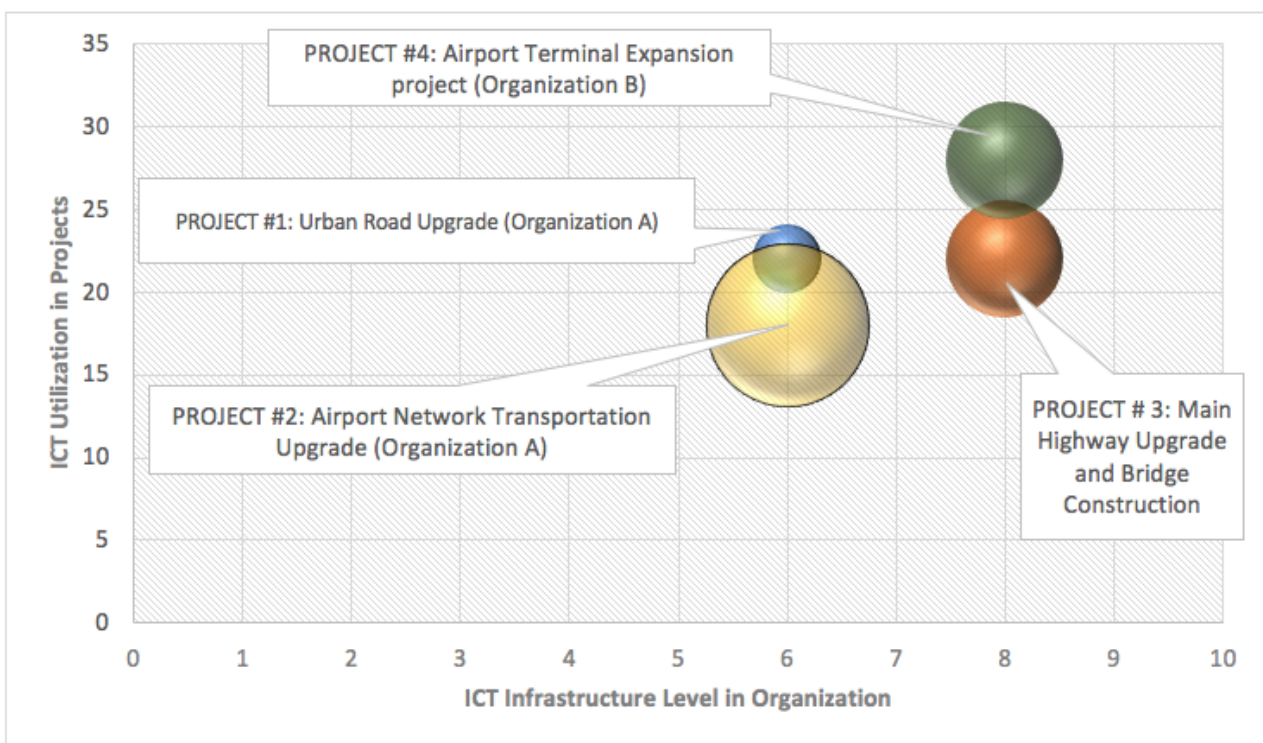 35
30
25
20
15
10
5
0
ICT Utilization in Projects
PROJECT #4: Airport Terminal Expansion
project (Organization B)
PROJECT #1: Urban Road Upgrade (Organization A)
PROJECT #2: Airport Network Transportation
Upgrade (Organization A)
PROJECT # 3: Main
Highway Upgrade
and Bridge
Construction
0 1 2 3 4 5 6 7 8 9 10
ICT Infrastructure Level in Organization